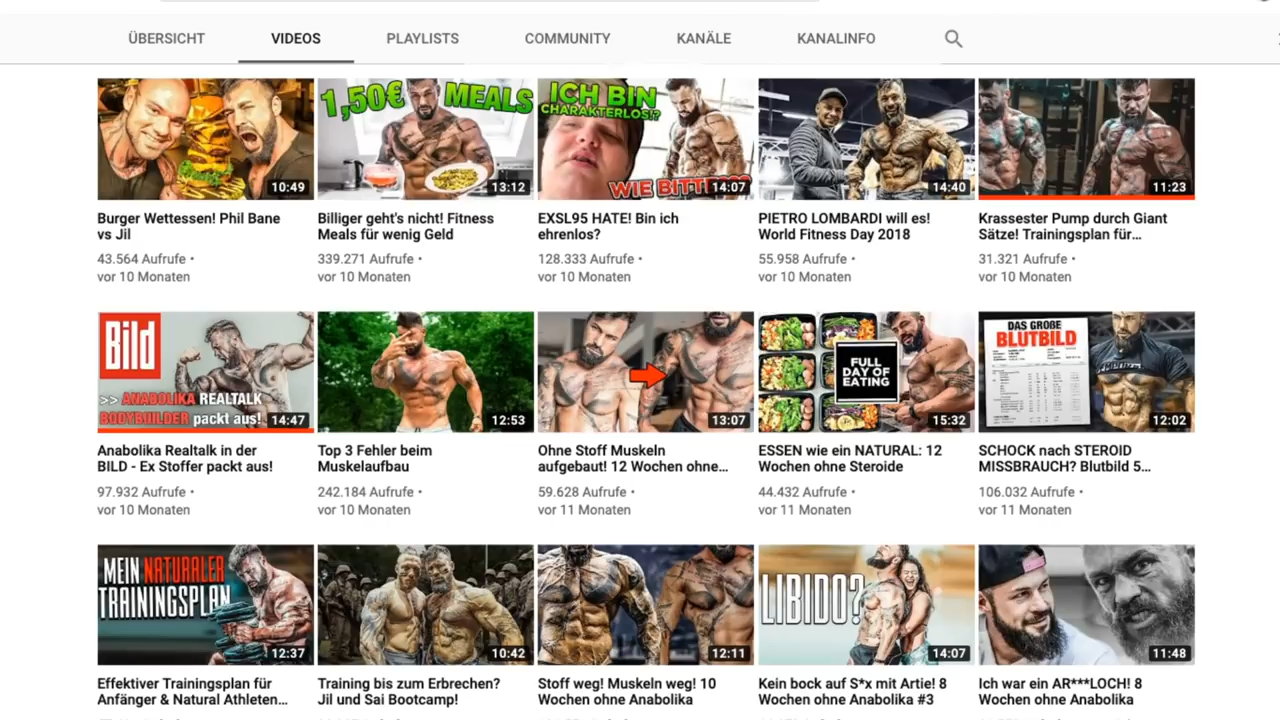 ÜBERSICHT VIDEOS PLAYLISTS COMMUNITY KANÄLE KANALINFO
10:49
Burger Wettessen! Phil Bane
vs Jil
43.564 Aufrufe •
vor 10 Monaten
1,50€ MEALS
13:12
Billiger geht's nicht! Fitness
Meals für wenig Geld
339.271 Aufrufe •
vor 10 Monaten
ICH BIN
CHARAKTERLOS!?
WIE BITTE
14:07
EXSL95 HATE! Bin ich
ehrenlos?
128.333 Aufrufe •
vor 10 Monaten
14:40
PIETRO LOMBARDI will es!
World Fitness Day 2018
55.958 Aufrufe •
vor 10 Monaten
11:23
Krassester Pump durch Giant
Sätze! Trainingsplan für...
31.321 Aufrufe •
vor 10 Monaten
Bild
>> ANABOLIKA REALTALK
BODYBUILDER packt aus!
14:47
Anabolika Realtalk in der
BILD - Ex Stoffer packt aus!
97.932 Aufrufe •
vor 10 Monaten
12:53
Top 3 Fehler beim
Muskelaufbau
242.184 Aufrufe •
vor 10 Monaten
13:07
Ohne Stoff Muskeln
aufgebaut! 12 Wochen ohne...
59.628 Aufrufe •
vor 11 Monaten
FULL
DAY OF
EATING
15:32
ESSEN wie ein NATURAL: 12
Wochen ohne Steroide
44.432 Aufrufe •
vor 11 Monaten
DAS GROßE
BLUTBILD
12:02
SCHOCK nach STEROID
MISSBRAUCH? Blutbild 5...
106.032 Aufrufe •
vor 11 Monaten
MEIN NATURALER
TRAININGSPLAN
12:37
Effektiver Trainingsplan für
Anfänger & Natural Athleten...
10:42
Training bis zum Erbrechen?
Jil und Sai Bootcamp!
12:11
Stoff weg! Muskeln weg! 10
Wochen ohne Anabolika
LIBIDO?
14:07
Kein bock auf S*x mit Artie! 8
Wochen ohne Anabolika #3
11:48
Ich war ein AR***LOCH! 8
Wochen ohne Anabolika